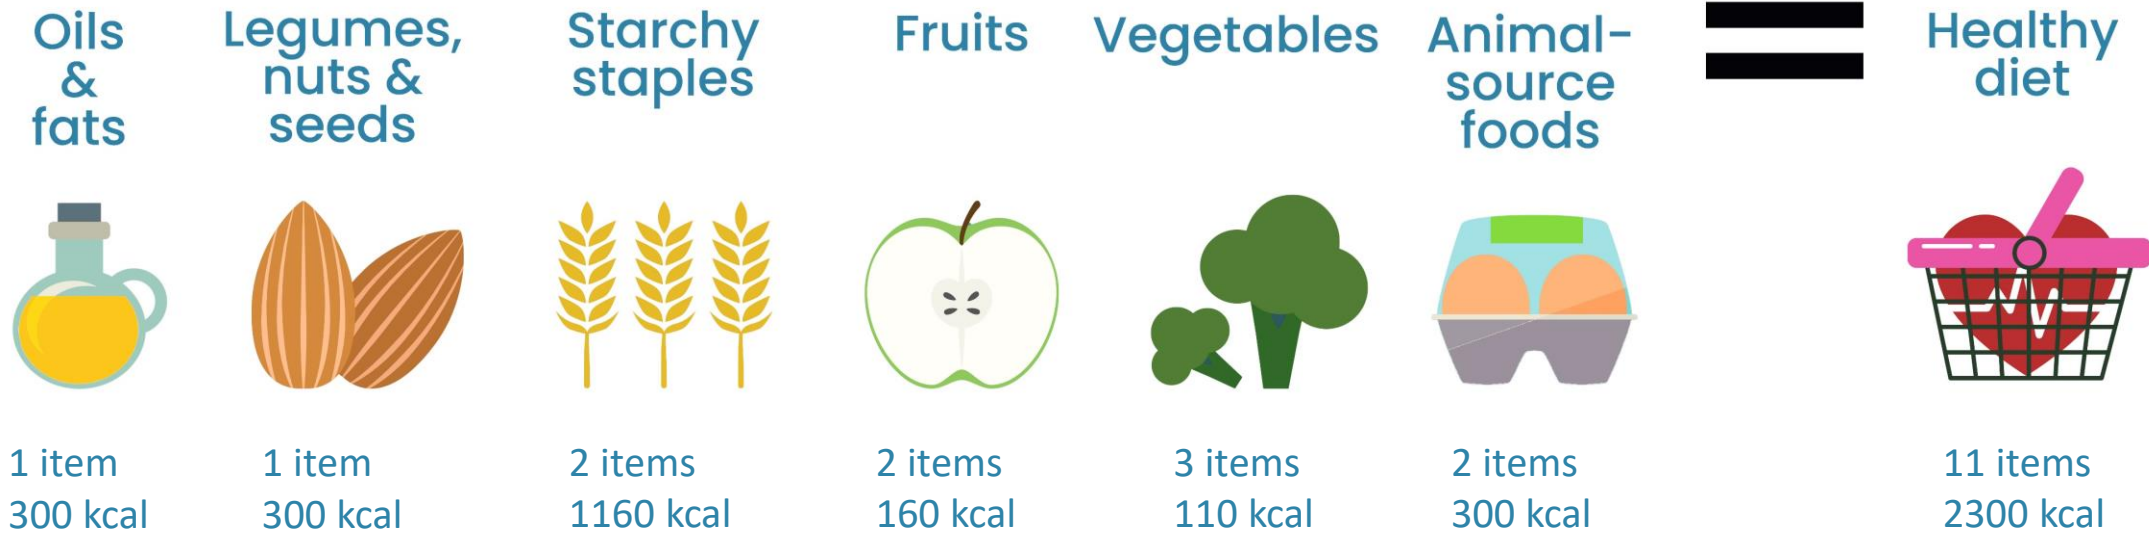 Oils
&
fats
Legumes,
nuts &
seeds
Starchy
staples
Fruits
Vegetables
Animal-
source
foods
Healthy
diet
1 item
300 kcal
1 item
300 kcal
2 items
1160 kcal
2 items
160 kcal
3 items
110 kcal
2 items
300 kcal
11 items
2300 kcal